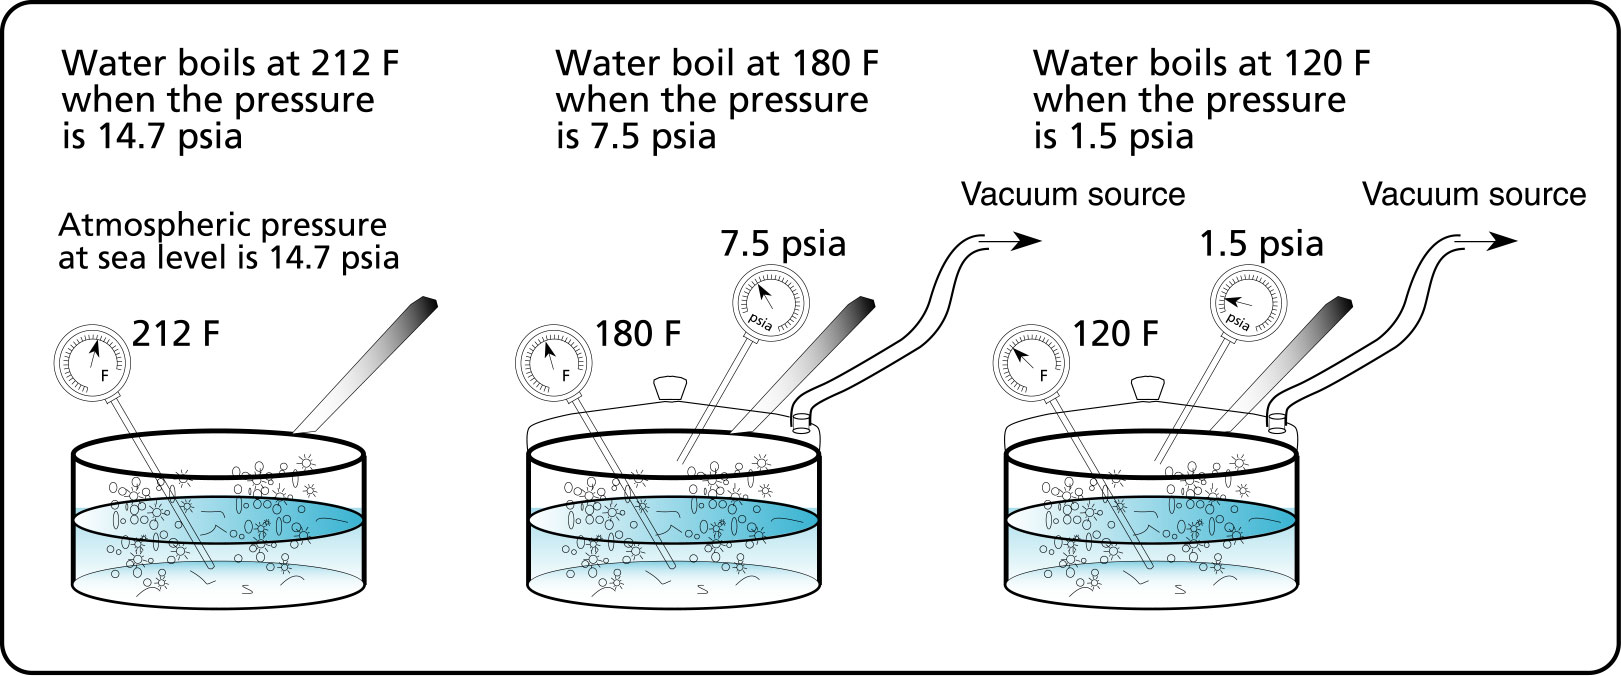 Water boils at 212 F
when the pressure
is 14.7 psia
Atmospheric pressure
at sea level is 14.7 psia
212 F
F
Water boil at 180 F
when the pressure
is 7.5 psia
Vacuum source
7.5 psia
psia
180 F
F
Water boils at 120 F
when the pressure
is 1.5 psia
Vacuum source
1.5 psia
psia
120 F
F